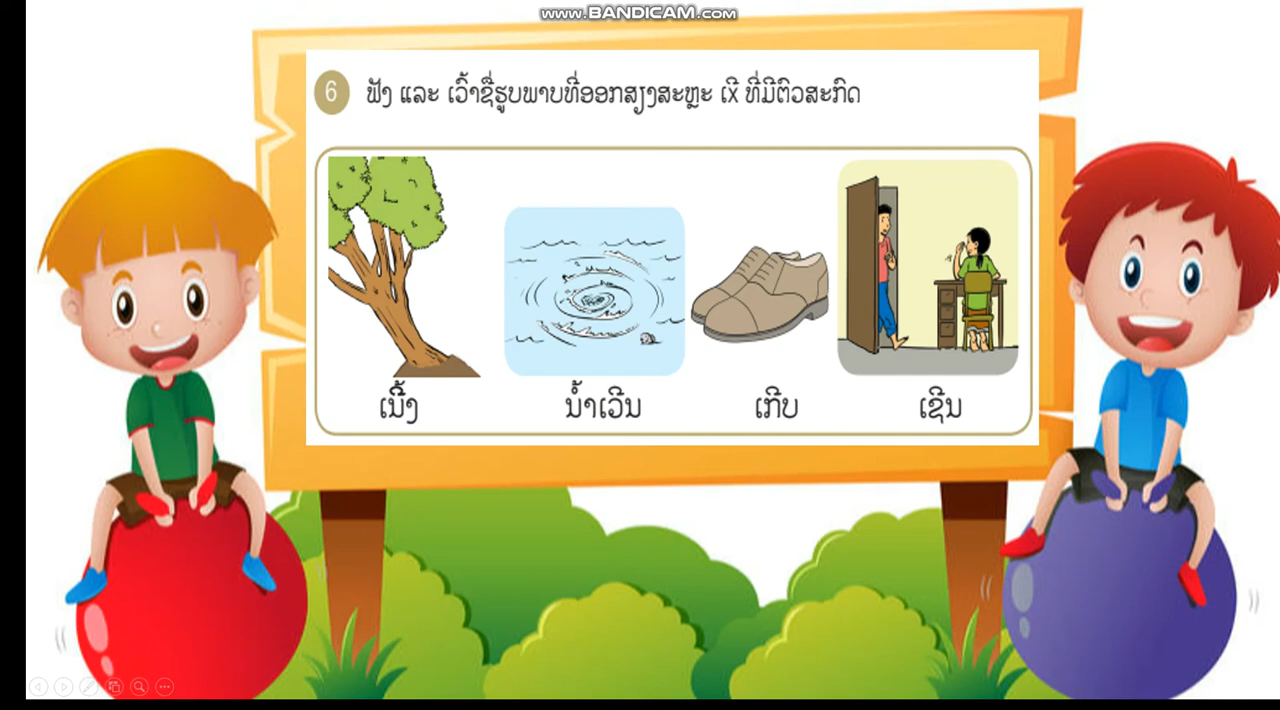 www.BANDICAM.com
6 ຟັງ ແລະ ເວົ້າຊື່ຮູບພາບທີ່ອອກສຽງສະຫຼະ ເxີ ທີ່ມີຕົວສະກົດ
ເນີ້ງ ນ້ຳເວີນ ເກີບ ເຊີນ